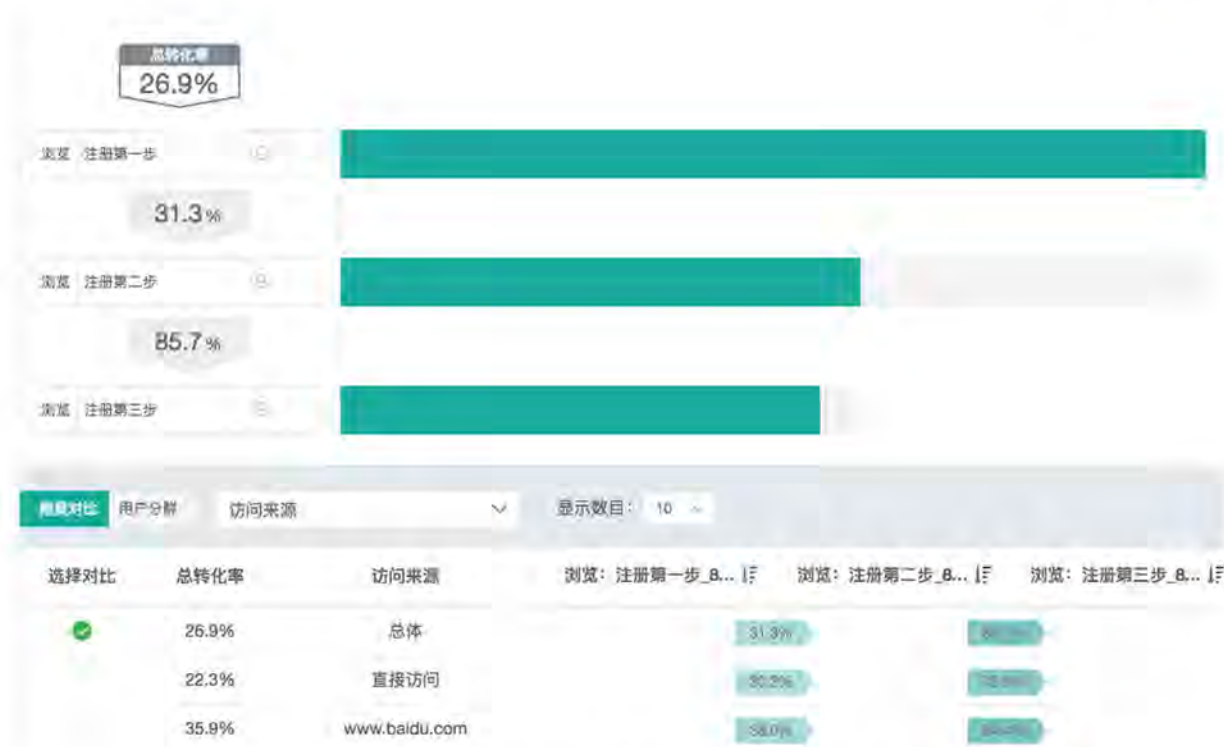 总转化率
26.9%
浏览 注册第一步
31.3%
浏览 注册第二步
85.7%
浏览 注册第三步
用户分群 访问来源 显示数目： 10
选择对比 总转化率 访问来源 浏览：注册第一步_8... 浏览：注册第二步_8... 浏览：注册第三步_8...
26.9% 总体 31.3%
22.3% 直接访问 30.2%
35.9% www.baidu.com 38.0%